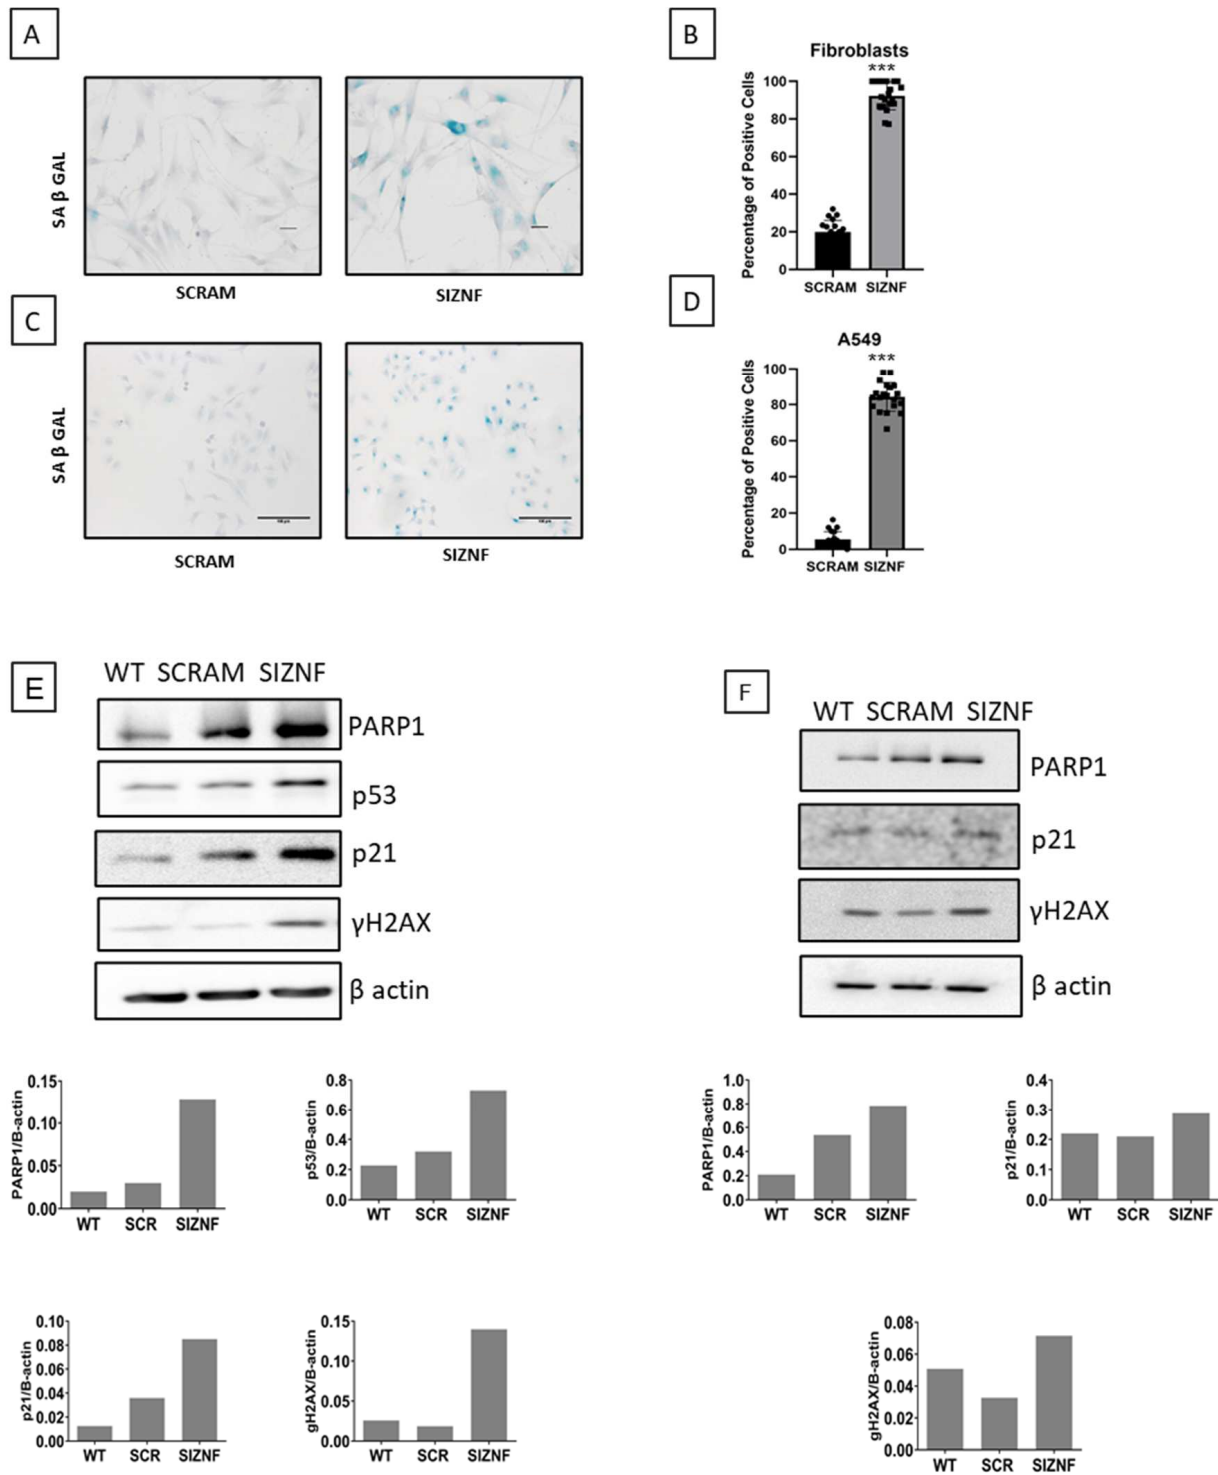 A
SA β GAL
SCRAM
SIZNF
B
Fibroblasts
***
Percentage of Positive Cells
100
80
60
40
20
0
SCRAM SIZNF
C
SA β GAL
SCRAM
SIZNF
D
A549
***
Percentage of Positive Cells
100
80
60
40
20
0
SCRAM SIZNF
E
WT SCRAM SIZNF
PARP1
p53
p21
γH2AX
β actin
F
WT SCRAM SIZNF
PARP1
p21
γH2AX
β actin
PARP1/B-actin
0.15
0.10
0.05
0.00
WT SCR SIZNF
p53/B-actin
0.8
0.6
0.4
0.2
0.0
WT SCR SIZNF
PARP1/B-actin
1.0
0.8
0.6
0.4
0.2
0.0
WT SCR SIZNF
p21/B-actin
0.4
0.3
0.2
0.1
0.0
WT SCR SIZNF
p21/B-actin
0.10
0.08
0.06
0.04
0.02
0.00
WT SCR SIZNF
gH2AX/B-actin
0.15
0.10
0.05
0.00
WT SCR SIZNF
gH2AX/B-actin
0.08
0.06
0.04
0.02
0.00
WT SCR SIZNF